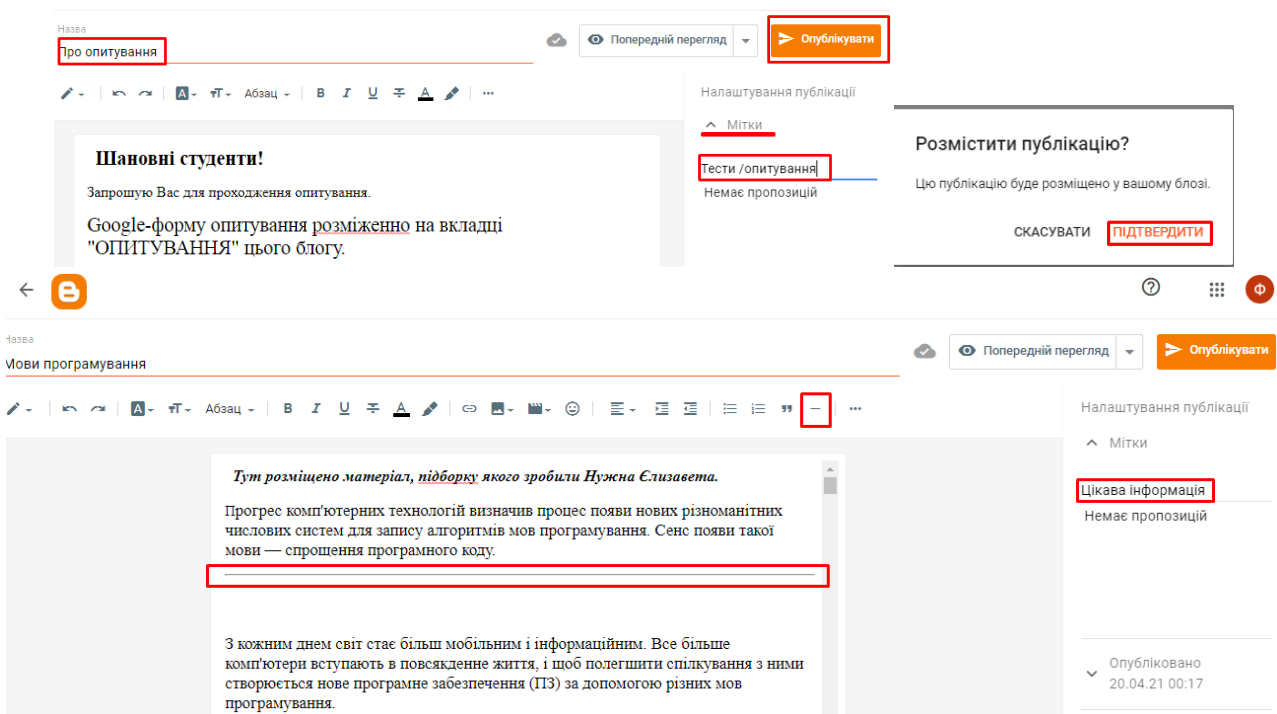 Назва
Про опитування
Попередній перегляд
Опублікувати
Абзац
B I U A
Налаштування публікації
Мітки
Тести /опитування
Немає пропозицій
Шановні студенти!
Запрошую Вас для проходження опитування.
Google-форму опитування розміженно на вкладці
"ОПИТУВАННЯ" цього блогу.
Розмістити публікацію?
Цю публікацію буде розміщено у вашому блозі.
СКАСУВАТИ ПІДТВЕРДИТИ
Ф
Назва
Мови програмування
Попередній перегляд
Опублікувати
Абзац
B I U A
Налаштування публікації
Мітки
Цікава інформація
Немає пропозицій
Тут розміщено матеріал, підборку якого зробили Нужна Єлизавета.
Прогрес комп'ютерних технологій визначив процес появи нових різноманітних
числових систем для запису алгоритмів мов програмування. Сенс появи такої
мови — спрощення програмного коду.
З кожним днем світ стає більш мобільним і інформаційним. Все більше
комп'ютери вступають в повсякденне життя, і щоб полегшити спілкування з ними
створюється нове програмне забезпечення (ПЗ) за допомогою різних мов
програмування.
Опубліковано
20.04.21 00:17